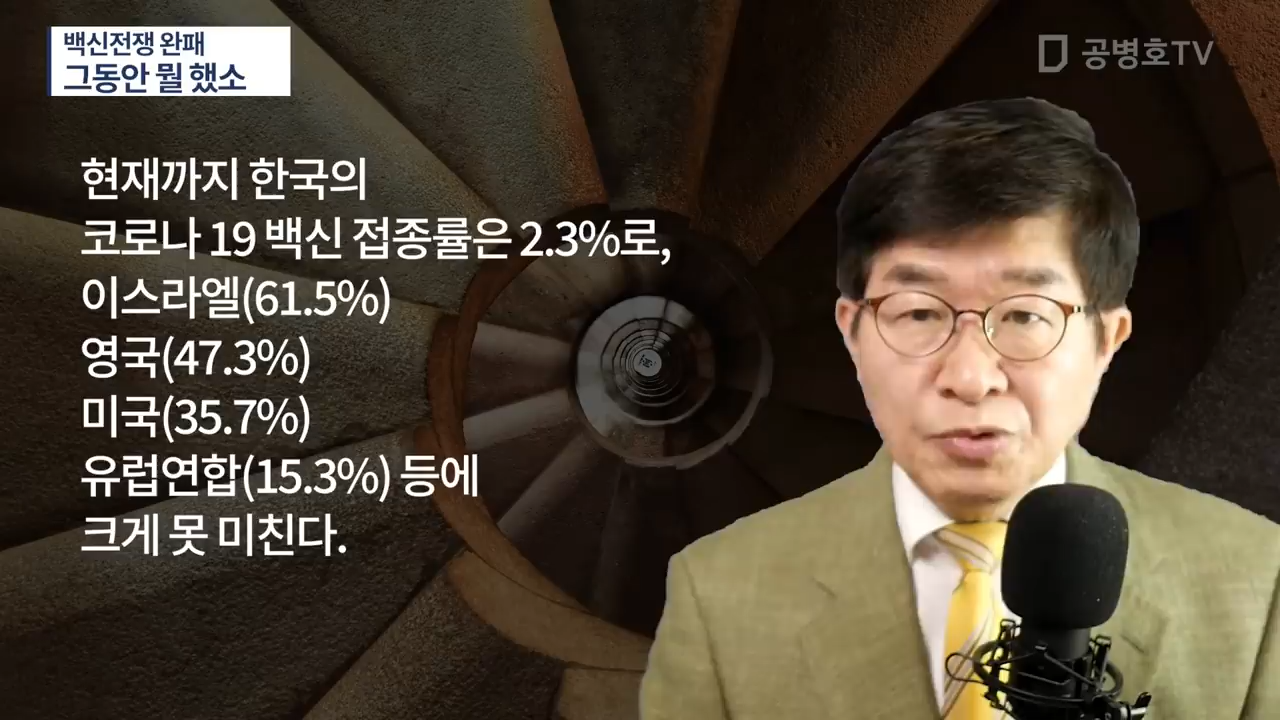 백신전쟁 완패
그동안 뭘 했소
공병호TV
현재까지 한국의
코로나 19 백신 접종률은 2.3%로,
이스라엘(61.5%)
영국(47.3%)
미국(35.7%)
유럽연합(15.3%) 등에
크게 못 미친다.